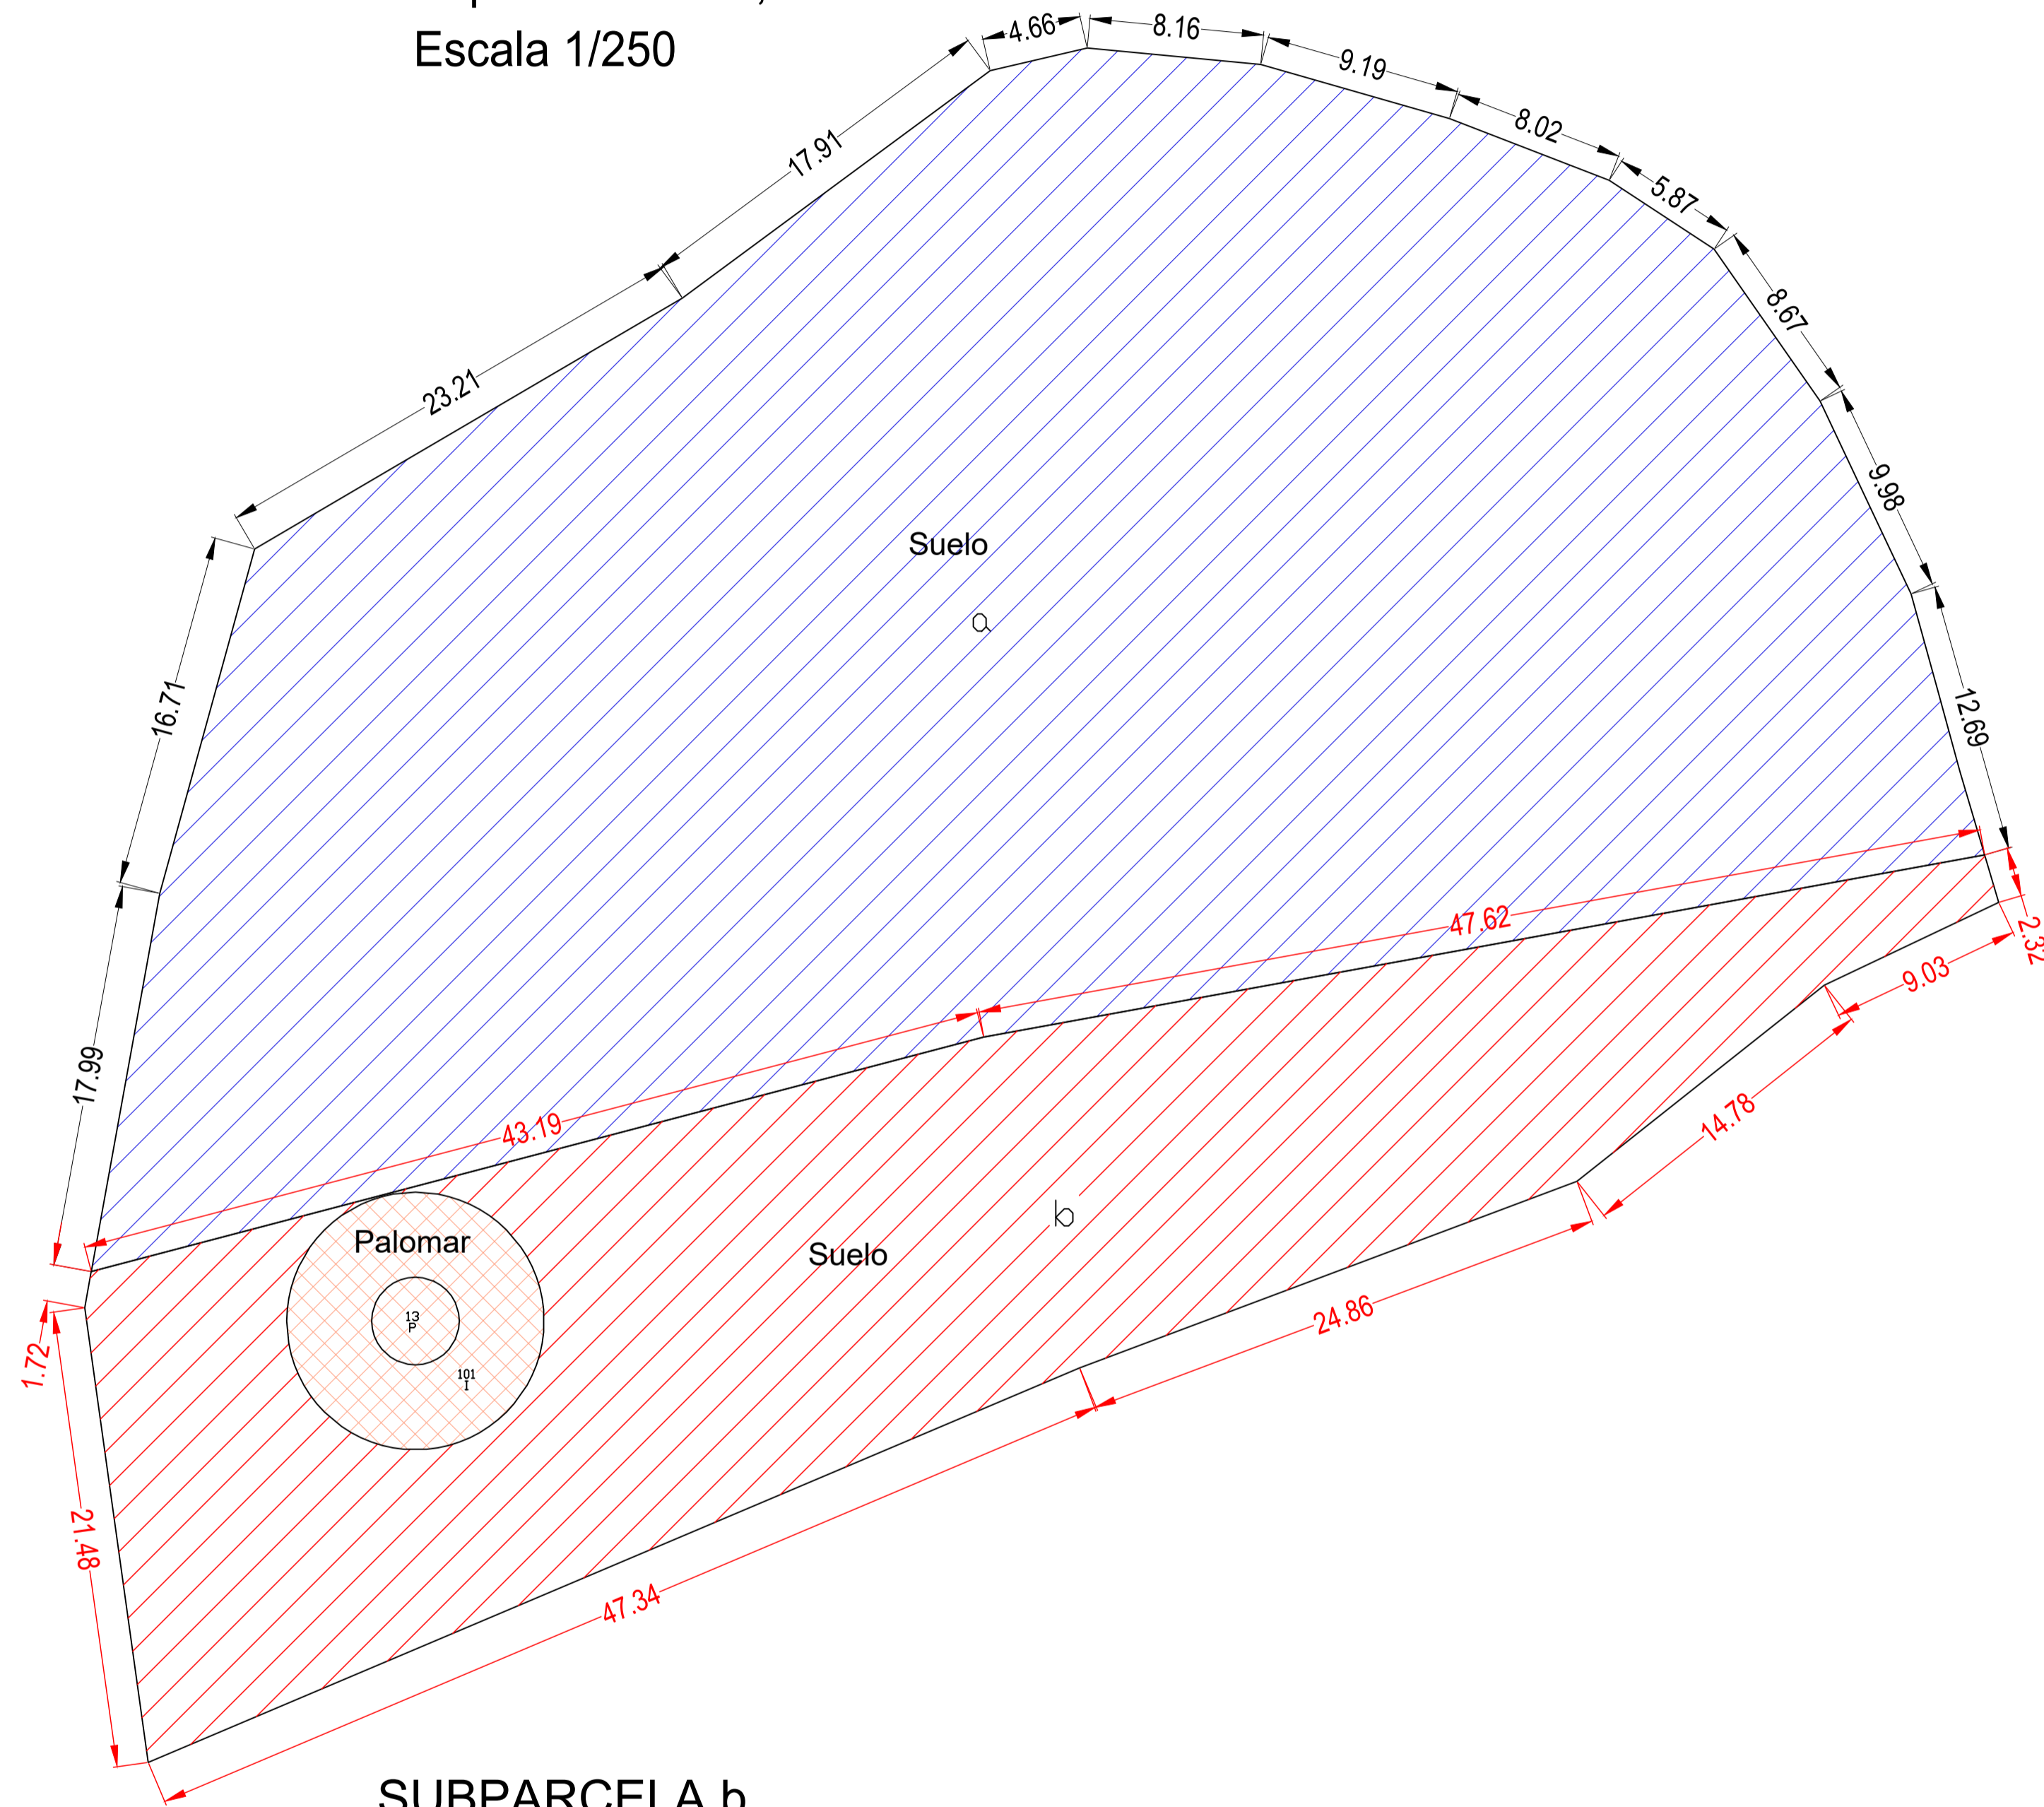 Escala 1/250
4.66
8.16
9.19
8.02
5.87
8.67
9.98
12.69
17.91
23.21
16.71
17.99
Suelo
a
47.62
2.32
9.03
14.78
43.19
Palomar
13
P
101
I
b
Suelo
24.86
1.72
21.48
47.34
SUBPARCELA b